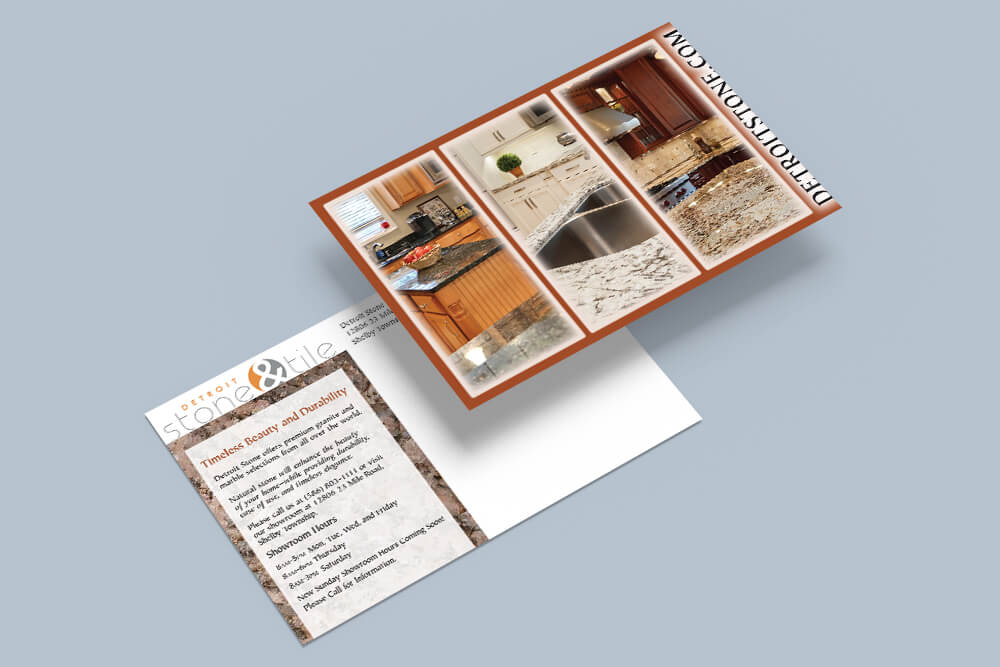 DETROITSTONE.COM
DETROIT
stone&tile
Detroit Stone
12806 23 Mile
Shelby Township
Timeless Beauty and Durability
Detroit Stone offers premium granite and
marble selections from all over the world.
Natural stone will enhance the beauty
of your home—while providing durability,
ease of use, and timeless elegance.
Please call us at (586) 803-1111 or visit
our showroom at 12806 23 Mile Road,
Shelby Township.
Showroom Hours
8AM-5PM Mon, Tue, Wed, and Friday
8AM-6PM Thursday
8AM-3PM Saturday
New Sunday Showroom Hours Coming Soon!
Please Call for Information.